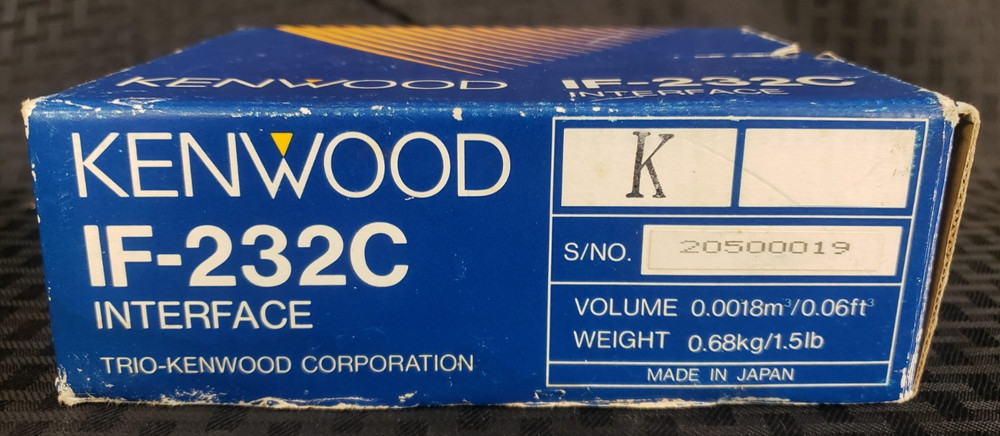 KENWOOD
IF-232C
INTERFACE
KENWOOD
IF-232C
INTERFACE
TRIO-KENWOOD CORPORATION
K
S/NO. 20500019
VOLUME 0.0018m³/0.06ft³
WEIGHT 0.68kg/1.5lb
MADE IN JAPAN